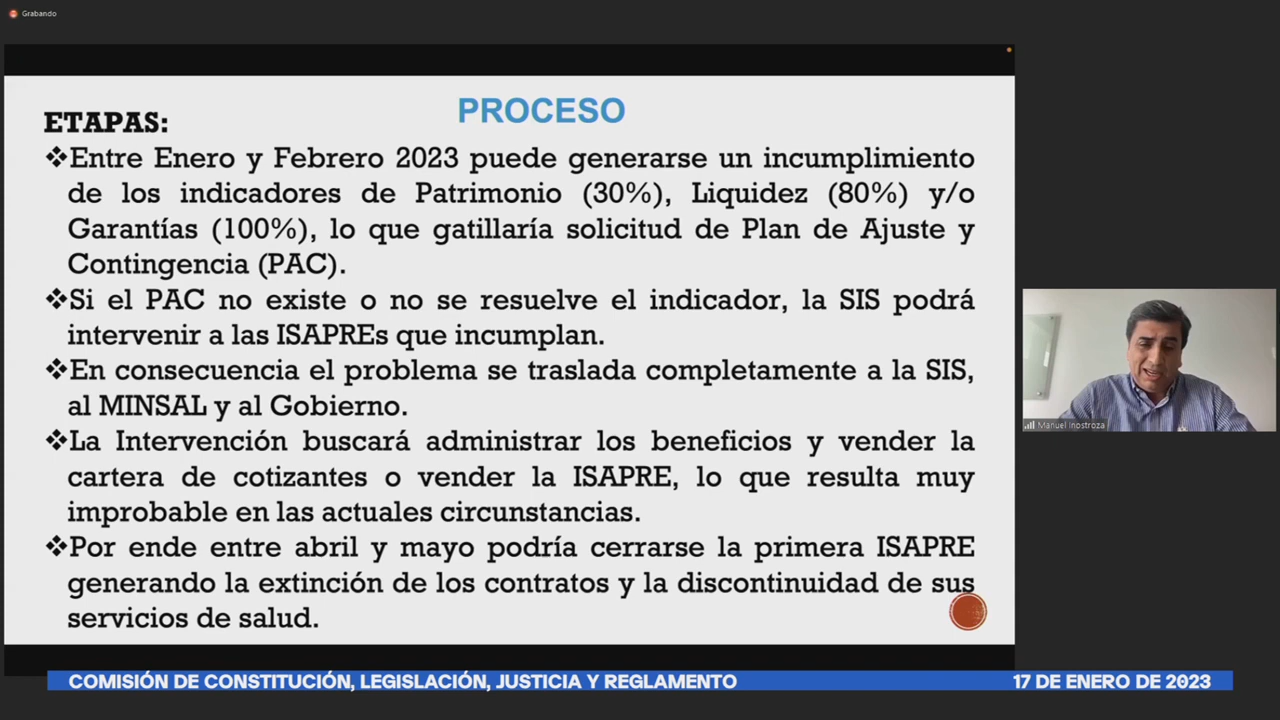 Grabando
PROCESO
ETAPAS:
❖Entre Enero y Febrero 2023 puede generarse un incumplimiento
de los indicadores de Patrimonio (30%), Liquidez (80%) y/o
Garantías (100%), lo que gatillaría solicitud de Plan de Ajuste y
Contingencia (PAC).
❖Si el PAC no existe o no se resuelve el indicador, la SIS podrá
intervenir a las ISAPREs que incumplan.
❖En consecuencia el problema se traslada completamente a la SIS,
al MINSAL y al Gobierno.
❖La Intervención buscará administrar los beneficios y vender la
cartera de cotizantes o vender la ISAPRE, lo que resulta muy
improbable en las actuales circunstancias.
❖Por ende entre abril y mayo podría cerrarse la primera ISAPRE
generando la extinción de los contratos y la discontinuidad de sus
servicios de salud.
Manuel Inostroza
COMISIÓN DE CONSTITUCIÓN, LEGISLACIÓN, JUSTICIA Y REGLAMENTO
17 DE ENERO DE 2023